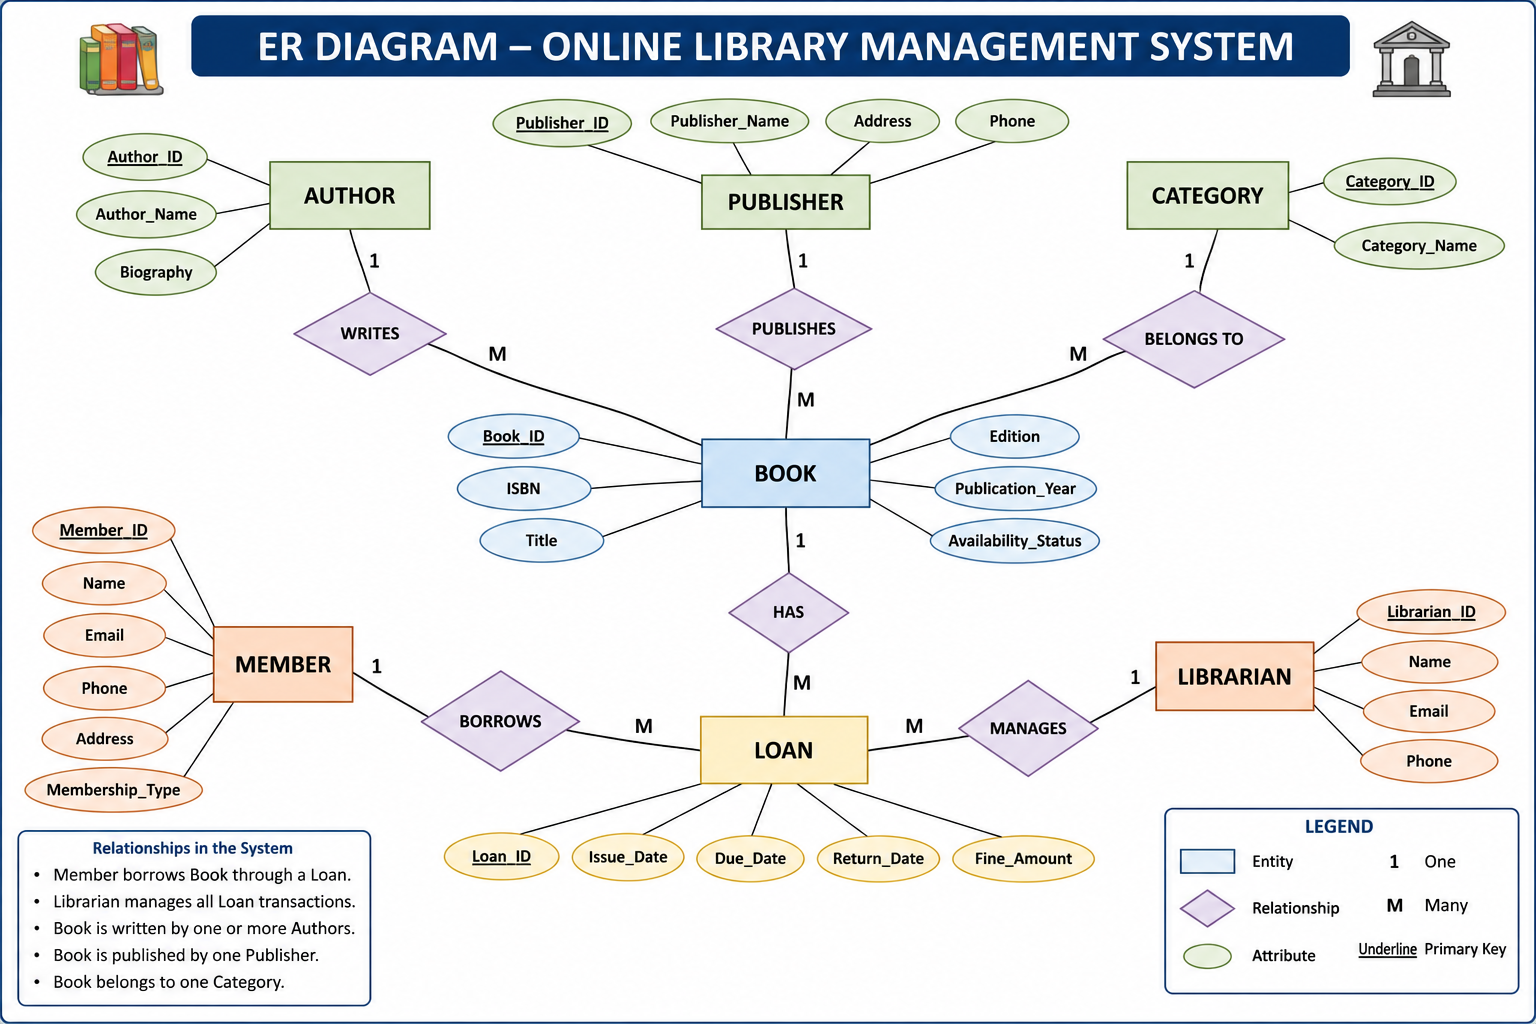 ER DIAGRAM – ONLINE LIBRARY MANAGEMENT SYSTEM
Publisher_ID
Publisher_Name
Address
Phone
Author_ID
Author_Name
Biography
AUTHOR
PUBLISHER
CATEGORY
Category_ID
Category_Name
1
1
1
WRITES
PUBLISHES
BELONGS TO
M
M
M
Book_ID
ISBN
Title
BOOK
Edition
Publication_Year
Availability_Status
1
HAS
M
Member_ID
Name
Email
Phone
Address
Membership_Type
MEMBER
1
BORROWS
M
LOAN
M
MANAGES
1
LIBRARIAN
Librarian_ID
Name
Email
Phone
Loan_ID
Issue_Date
Due_Date
Return_Date
Fine_Amount
Relationships in the System
• Member borrows Book through a Loan.
• Librarian manages all Loan transactions.
• Book is written by one or more Authors.
• Book is published by one Publisher.
• Book belongs to one Category.
LEGEND
Entity
1 One
Relationship
M Many
Attribute
Underline Primary Key